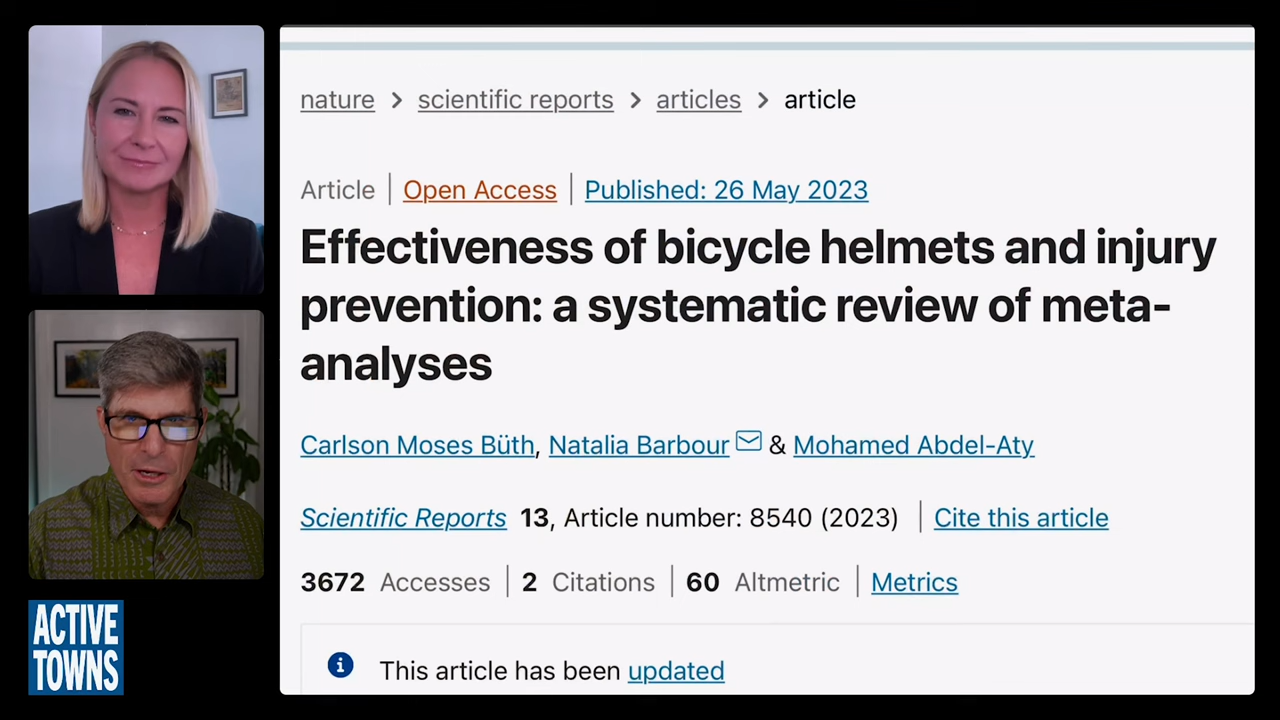 nature > scientific reports > articles > article
Article | Open Access | Published: 26 May 2023
Effectiveness of bicycle helmets and injury
prevention: a systematic review of meta-
analyses
Carlson Moses Büth, Natalia Barbour & Mohamed Abdel-Aty
Scientific Reports 13, Article number: 8540 (2023) | Cite this article
3672 Accesses | 2 Citations | 60 Altmetric | Metrics
This article has been updated
ACTIVE
TOWNS